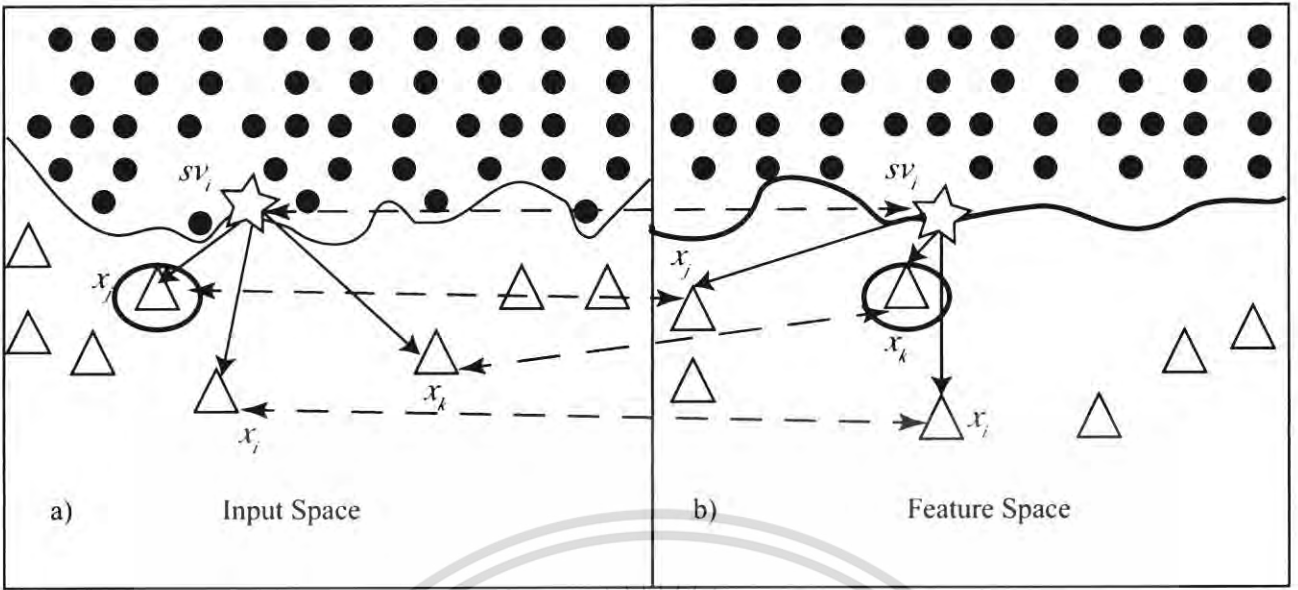 sv_i
sv_i
x_j
x_j
x_k
x_k
x_i
x_i
a) Input Space
b) Feature Space